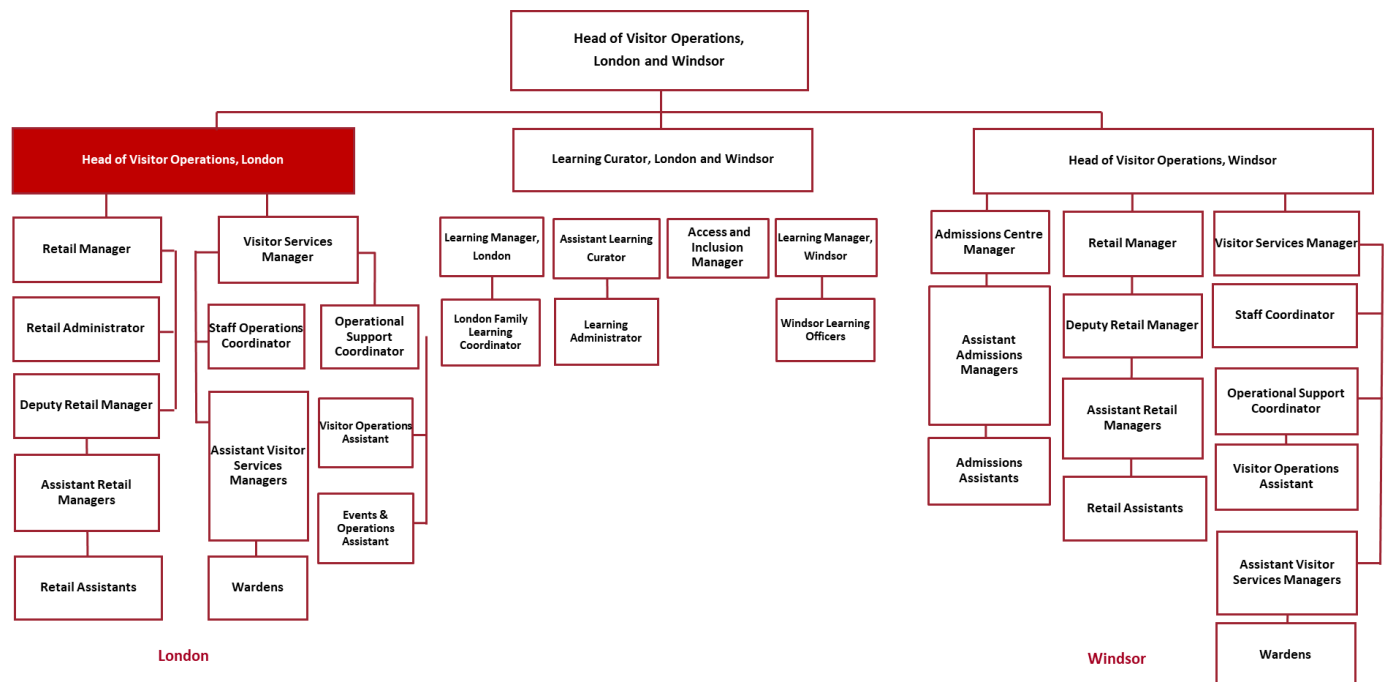 Head of Visitor Operations,
London and Windsor
Head of Visitor Operations, London
Learning Curator, London and Windsor
Head of Visitor Operations, Windsor
Retail Manager
Retail Administrator
Deputy Retail Manager
Assistant Retail
Managers
Retail Assistants
Visitor Services
Manager
Staff Operations
Coordinator
Assistant Visitor
Services
Managers
Wardens
Operational
Support
Coordinator
Visitor Operations
Assistant
Events &
Operations
Assistant
Learning Manager,
London
London Family
Learning
Coordinator
Assistant Learning
Curator
Learning
Administrator
Access and
Inclusion
Manager
Learning Manager,
Windsor
Windsor Learning
Officers
Admissions Centre
Manager
Assistant
Admissions
Managers
Admissions
Assistants
Retail Manager
Deputy Retail Manager
Assistant Retail
Managers
Retail Assistants
Visitor Services Manager
Staff Coordinator
Operational Support
Coordinator
Visitor Operations
Assistant
Assistant Visitor
Services Managers
Wardens
London
Windsor